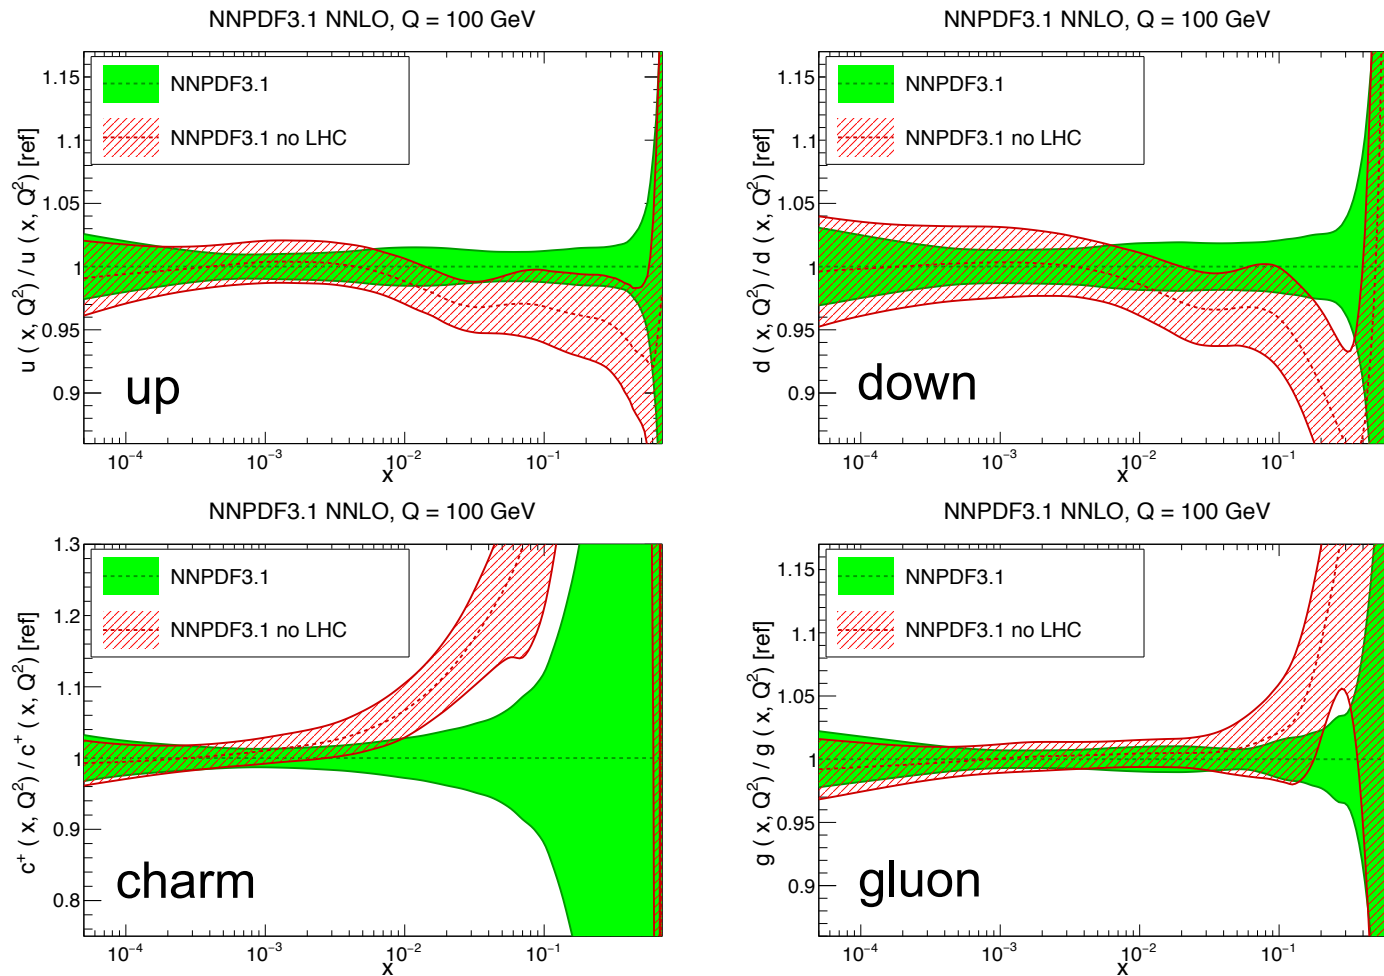 NNPDF3.1 NNLO, Q = 100 GeV
u ( x, Q²) / u ( x, Q²) [ref]
1.15
1.1
1.05
1
0.95
0.9
NNPDF3.1
NNPDF3.1 no LHC
up
10⁻⁴
10⁻³
10⁻²
10⁻¹
x
NNPDF3.1 NNLO, Q = 100 GeV
d ( x, Q²) / d ( x, Q²) [ref]
1.15
1.1
1.05
1
0.95
0.9
NNPDF3.1
NNPDF3.1 no LHC
down
10⁻⁴
10⁻³
10⁻²
10⁻¹
x
NNPDF3.1 NNLO, Q = 100 GeV
c⁺ ( x, Q²) / c⁺ ( x, Q²) [ref]
1.3
1.2
1.1
1
0.9
0.8
NNPDF3.1
NNPDF3.1 no LHC
charm
10⁻⁴
10⁻³
10⁻²
10⁻¹
x
NNPDF3.1 NNLO, Q = 100 GeV
g ( x, Q²) / g ( x, Q²) [ref]
1.15
1.1
1.05
1
0.95
0.9
NNPDF3.1
NNPDF3.1 no LHC
gluon
10⁻⁴
10⁻³
10⁻²
10⁻¹
x